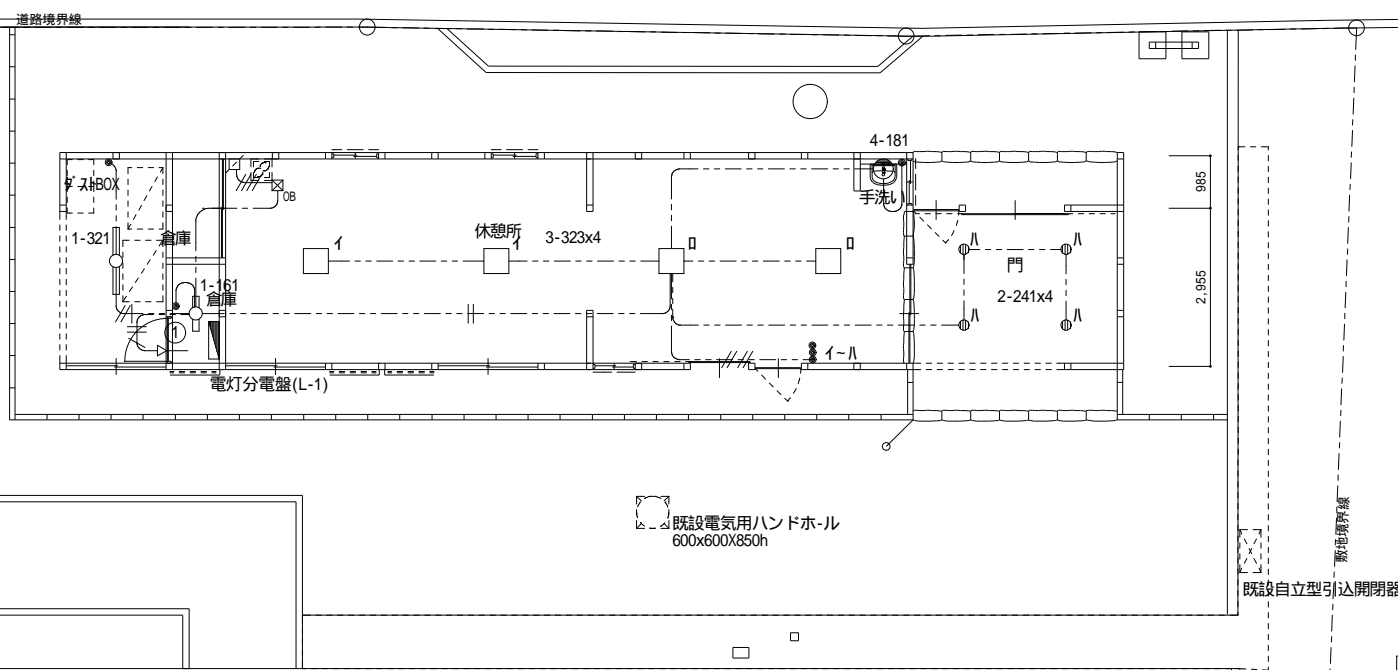 道路境界線
4-181
ダストBOX
OB
手洗い
985
1-321
倉庫
休憩所
3-323x4
イ
イ
ロ
ロ
ハ
ハ
門
2-241x4
1-161
倉庫
2,955
ハ
ハ
1
イ~ハ
電灯分電盤(L-1)
既設電気用ハンドホール
600x600X850h
敷地境界線
既設自立型引込開閉器